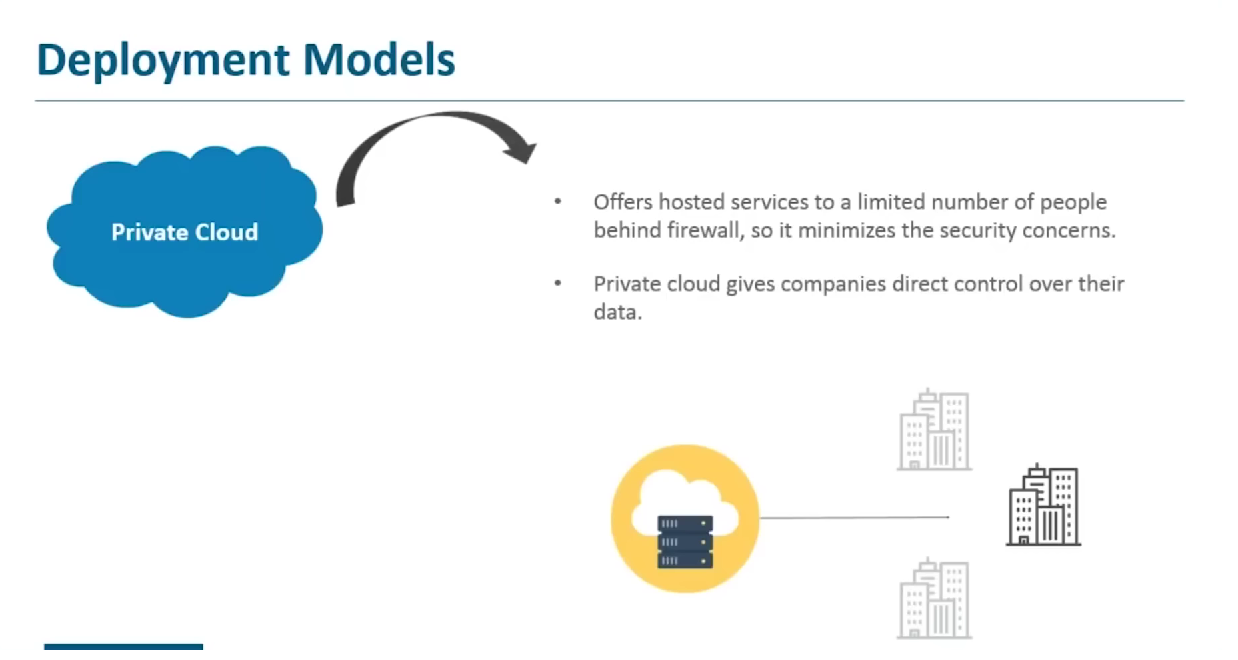 Deployment Models
Private Cloud
• Offers hosted services to a limited number of people
behind firewall, so it minimizes the security concerns.
• Private cloud gives companies direct control over their
data.